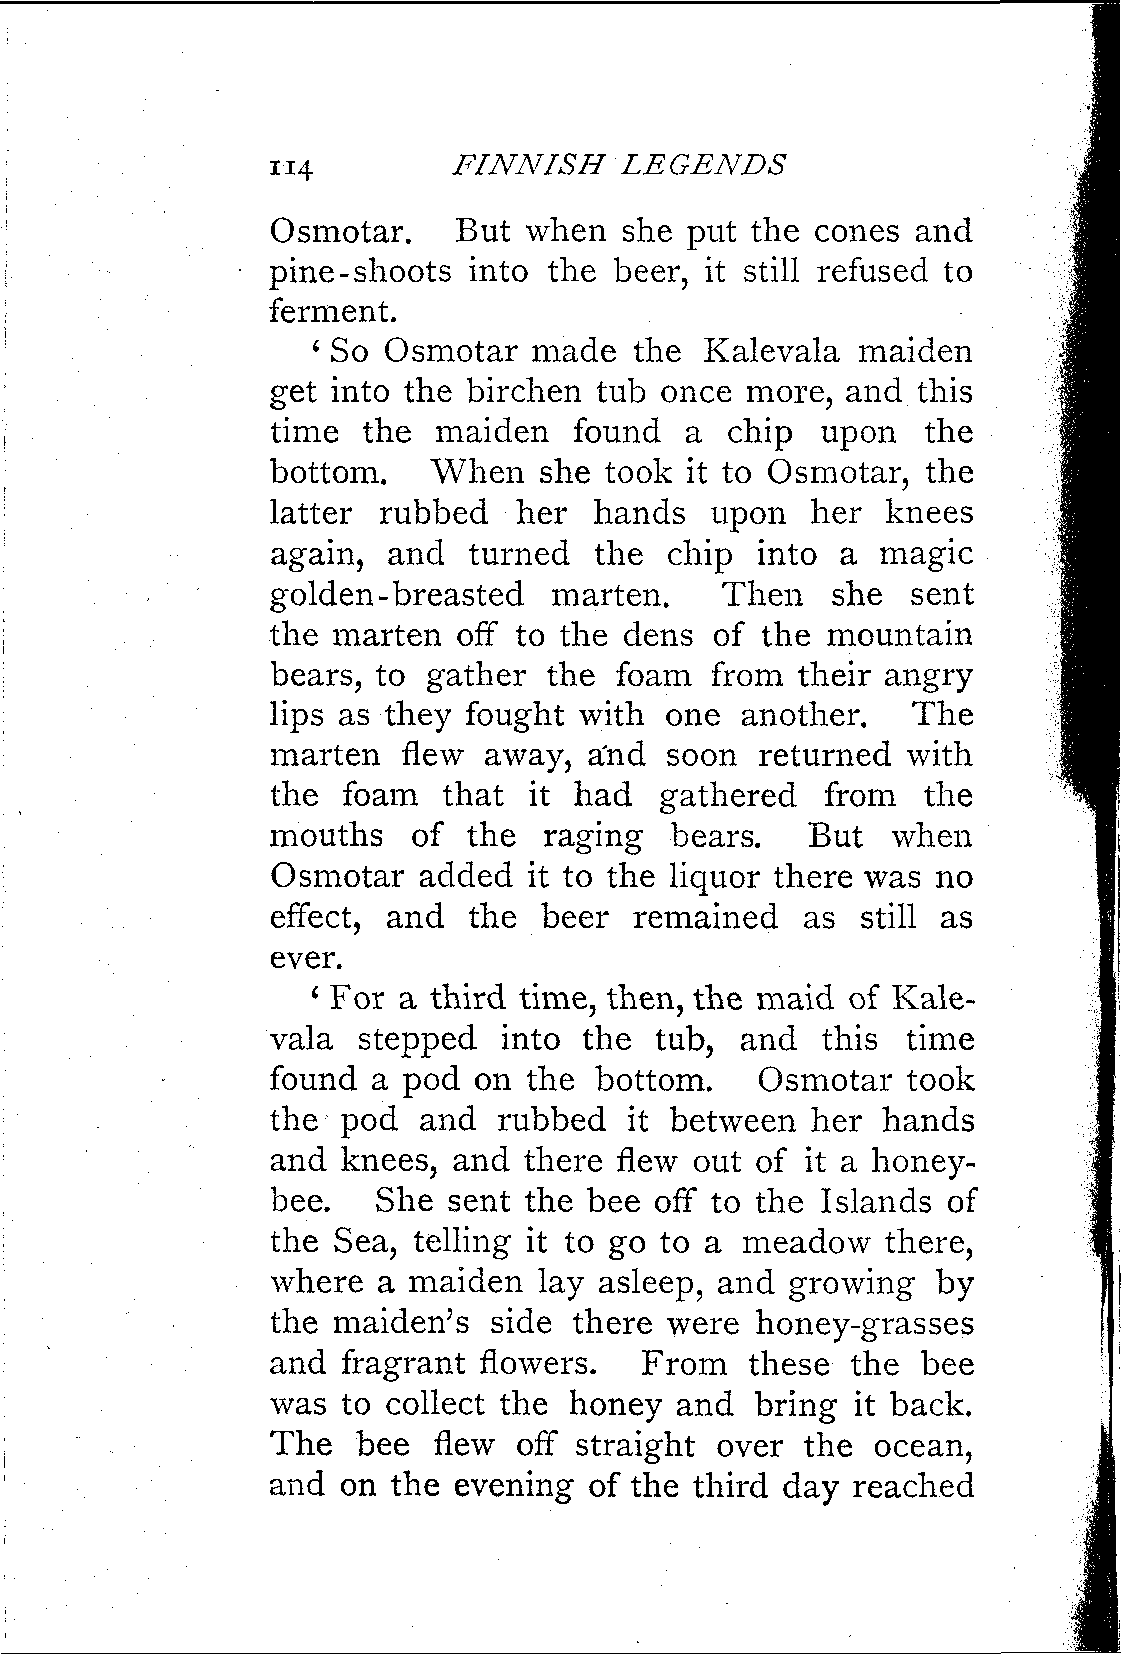 114 FINNISH LEGENDS
Osmotar. But when she put the cones and
pine-shoots into the beer, it still refused to
ferment.
‘ So Osmotar made the Kalevala maiden
get into the birchen tub once more, and this
time the maiden found a chip upon the
bottom. When she took it to Osmotar, the
latter rubbed her hands upon her knees
again, and turned the chip into a magic
golden-breasted marten. Then she sent
the marten off to the dens of the mountain
bears, to gather the foam from their angry
lips as they fought with one another. The
marten flew away, and soon returned with
the foam that it had gathered from the
mouths of the raging bears. But when
Osmotar added it to the liquor there was no
effect, and the beer remained as still as
ever.
‘ For a third time, then, the maid of Kale-
vala stepped into the tub, and this time
found a pod on the bottom. Osmotar took
the pod and rubbed it between her hands
and knees, and there flew out of it a honey-
bee. She sent the bee off to the Islands of
the Sea, telling it to go to a meadow there,
where a maiden lay asleep, and growing by
the maiden's side there were honey-grasses
and fragrant flowers. From these the bee
was to collect the honey and bring it back.
The bee flew off straight over the ocean,
and on the evening of the third day reached